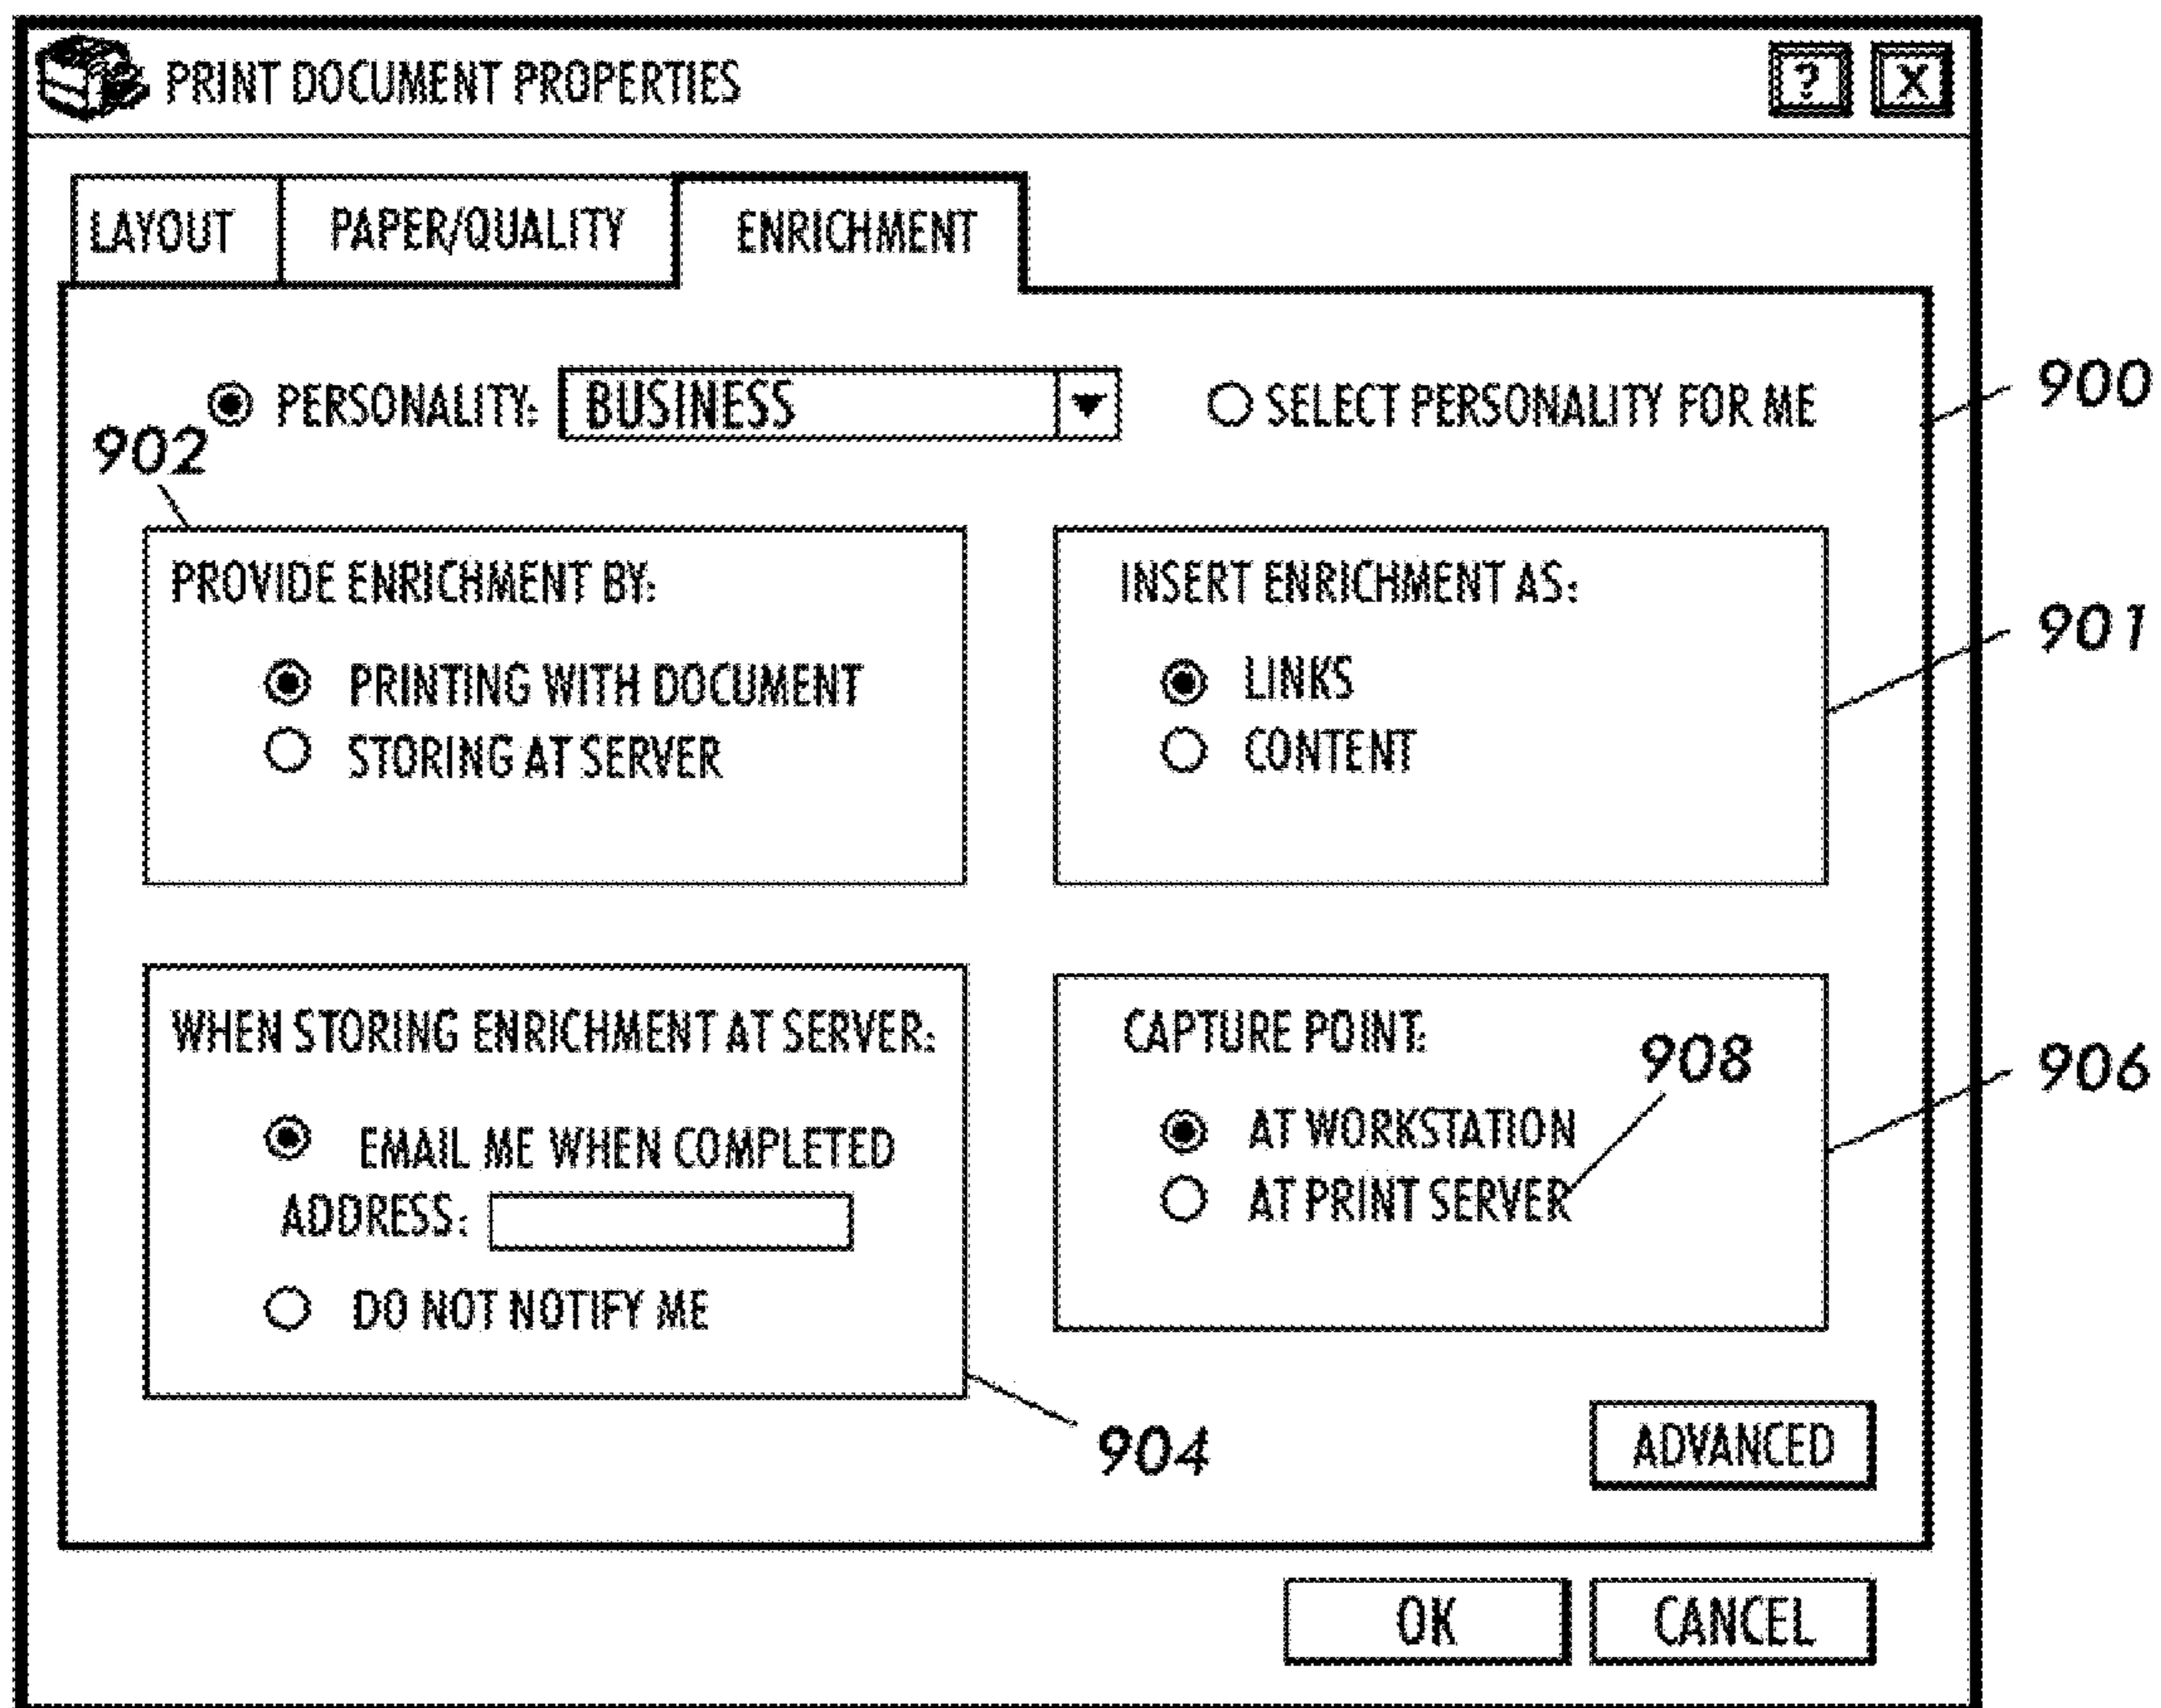 PRINT DOCUMENT PROPERTIES ? X
LAYOUT PAPER/QUALITY ENRICHMENT
PERSONALITY: BUSINESS SELECT PERSONALITY FOR ME 900
902
PROVIDE ENRICHMENT BY:
PRINTING WITH DOCUMENT
STORING AT SERVER
INSERT ENRICHMENT AS:
901
LINKS
CONTENT
WHEN STORING ENRICHMENT AT SERVER:
EMAIL ME WHEN COMPLETED
ADDRESS:
DO NOT NOTIFY ME
904
CAPTURE POINT:
908
906
AT WORKSTATION
AT PRINT SERVER
ADVANCED
OK CANCEL